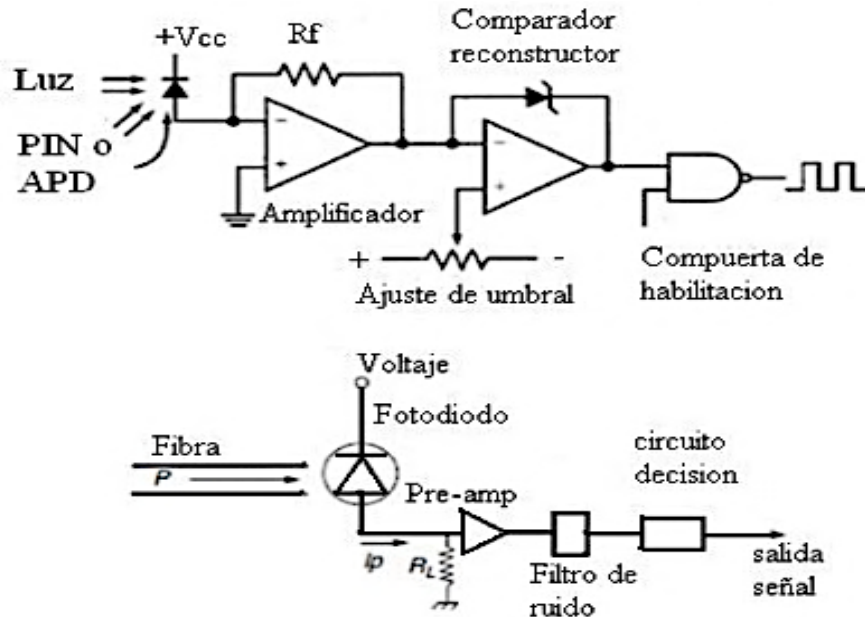 Comparador
reconstructor
+Vcc
Rf
Luz
PIN o
APD
-
+
Amplificador
-
+
+ -
Ajuste de umbral
Compuerta de
habilitacion
Voltaje
Fotodiodo
Fibra
P
circuito
decision
Pre-amp
Ip
RL
Filtro de
ruido
salida
señal